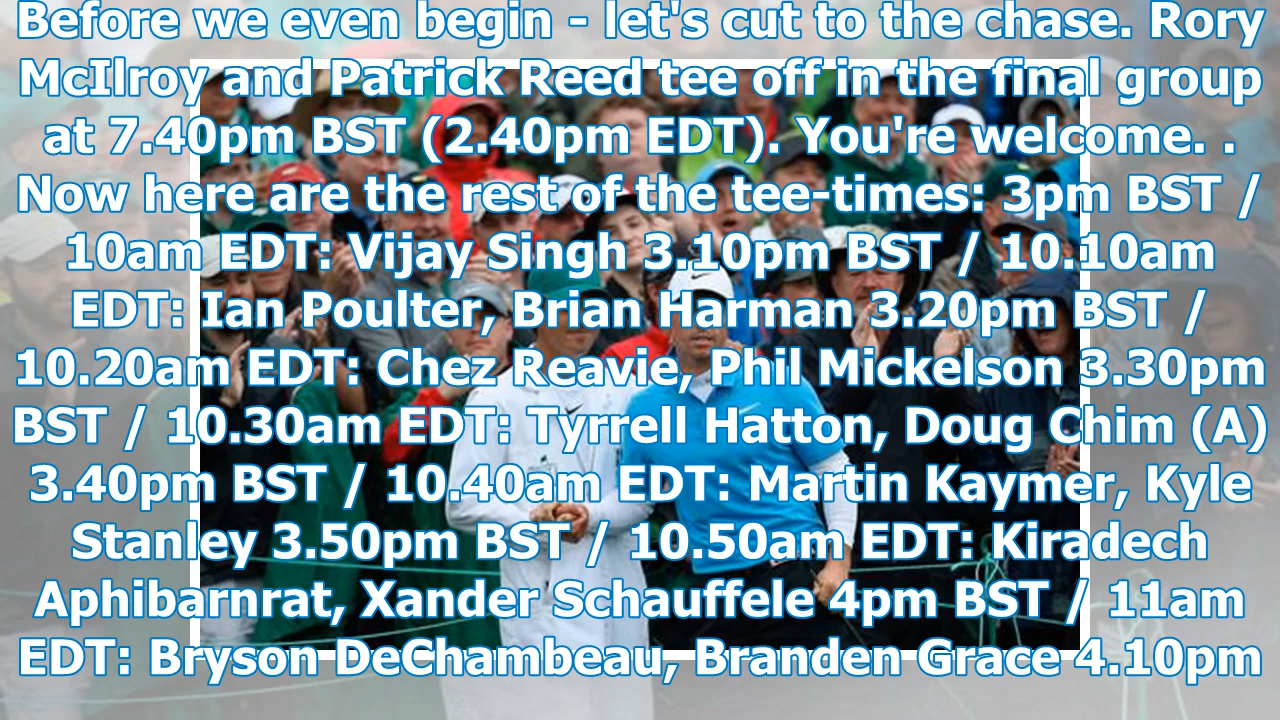 Before we even begin - let's cut to the chase. Rory
McIlroy and Patrick Reed tee off in the final group
at 7.40pm BST (2.40pm EDT). You're welcome. .
Now here are the rest of the tee-times: 3pm BST /
10am EDT: Vijay Singh 3.10pm BST / 10.10am
EDT: Ian Poulter, Brian Harman 3.20pm BST /
10.20am EDT: Chez Reavie, Phil Mickelson 3.30pm
BST / 10.30am EDT: Tyrrell Hatton, Doug Chim (A)
3.40pm BST / 10.40am EDT: Martin Kaymer, Kyle
Stanley 3.50pm BST / 10.50am EDT: Kiradech
Aphibarnrat, Xander Schauffele 4pm BST / 11am
EDT: Bryson DeChambeau, Branden Grace 4.10pm